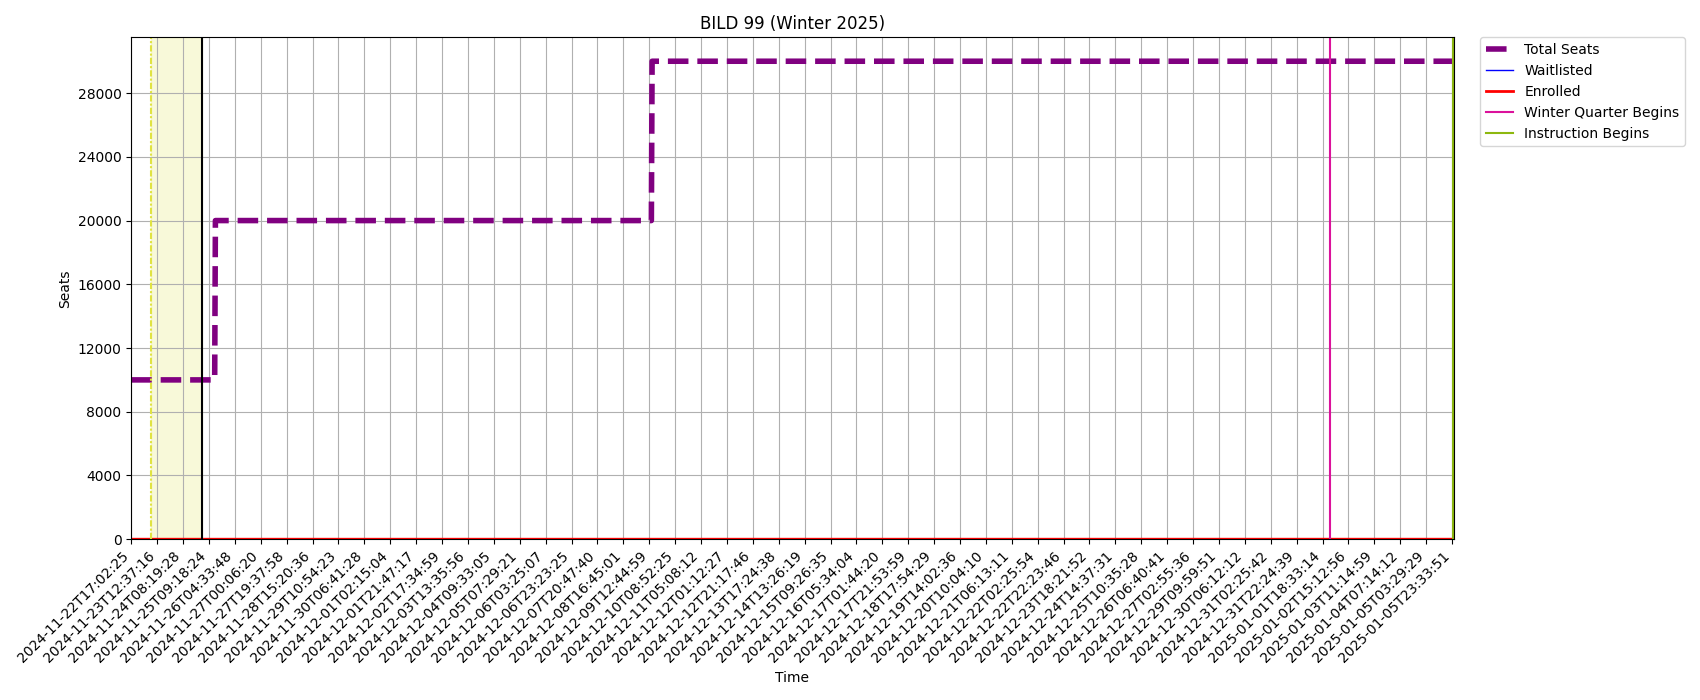 BILD 99 (Winter 2025)
Total Seats
Waitlisted
Enrolled
Winter Quarter Begins
Instruction Begins
Seats
28000
24000
20000
16000
12000
8000
4000
0
2024-11-22T17:02:25
2024-11-23T12:37:16
2024-11-24T08:19:28
2024-11-25T09:18:24
2024-11-26T04:33:48
2024-11-27T00:06:20
2024-11-27T19:37:58
2024-11-28T15:20:36
2024-11-29T10:54:23
2024-11-30T06:41:28
2024-12-01T02:15:04
2024-12-01T21:47:17
2024-12-02T17:34:59
2024-12-03T13:35:56
2024-12-04T09:33:05
2024-12-05T07:29:21
2024-12-06T03:25:07
2024-12-06T23:23:25
2024-12-07T20:47:40
2024-12-08T16:45:01
2024-12-09T12:44:59
2024-12-10T08:52:25
2024-12-11T05:08:12
2024-12-12T01:12:27
2024-12-12T21:17:46
2024-12-13T17:24:38
2024-12-14T13:26:19
2024-12-15T09:26:35
2024-12-16T05:34:04
2024-12-17T01:44:20
2024-12-17T21:53:59
2024-12-18T17:54:29
2024-12-19T14:02:36
2024-12-20T10:04:10
2024-12-21T06:13:11
2024-12-22T02:25:54
2024-12-22T22:23:46
2024-12-23T18:21:52
2024-12-24T14:37:31
2024-12-25T10:35:28
2024-12-26T06:40:41
2024-12-27T02:55:36
2024-12-29T09:59:51
2024-12-30T06:12:12
2024-12-31T02:25:42
2024-12-31T22:24:39
2025-01-01T18:33:14
2025-01-02T15:12:56
2025-01-03T11:14:59
2025-01-04T07:14:12
2025-01-05T03:29:29
2025-01-05T23:33:51
Time